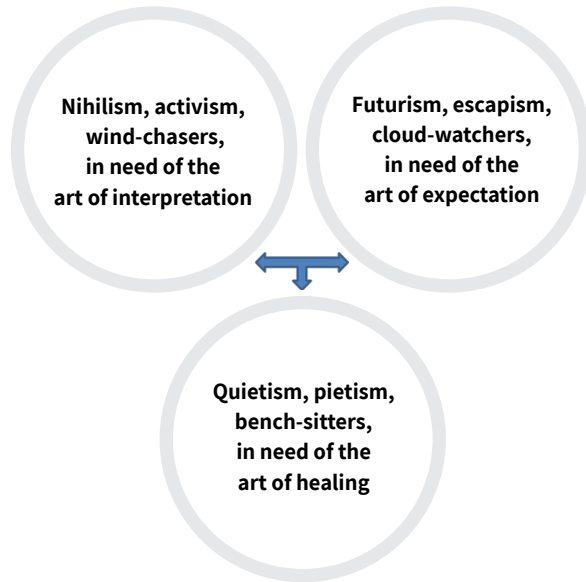 Nihilism, activism,
wind-chasers,
in need of the
art of interpretation
Futurism, escapism,
cloud-watchers,
in need of the
art of expectation
Quietism, pietism,
bench-sitters,
in need of the
art of healing